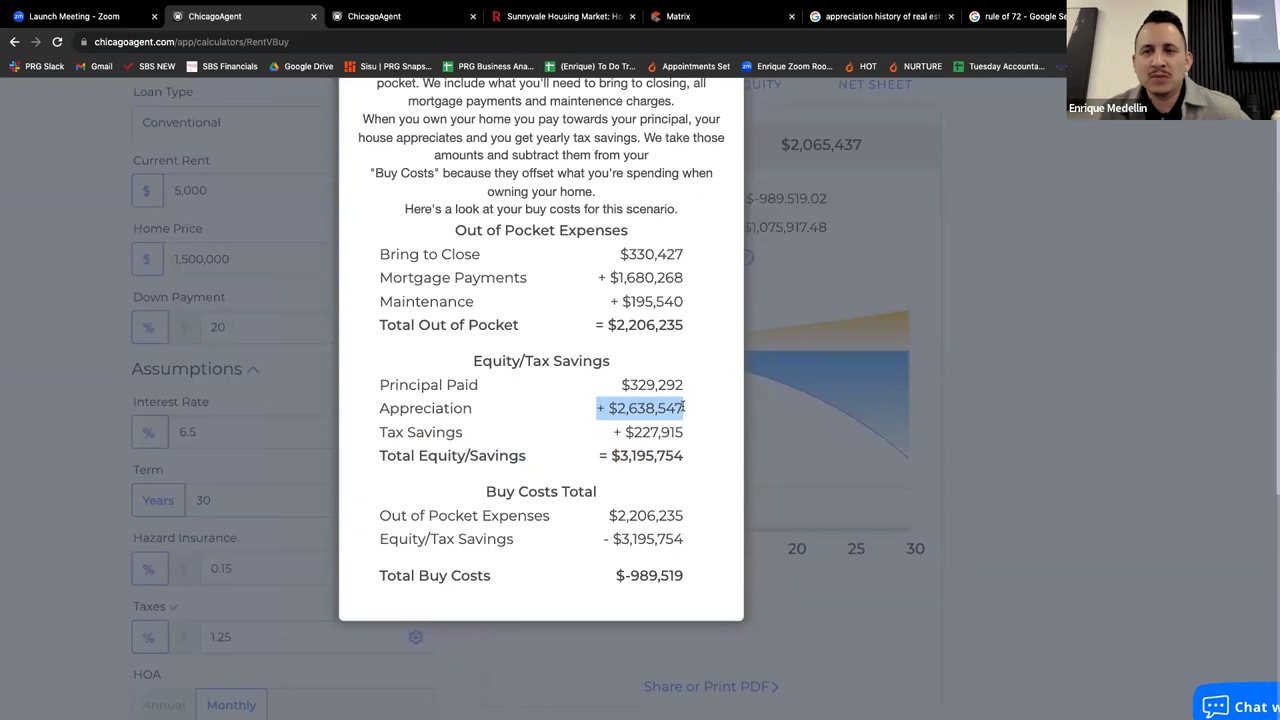 Launch Meeting - Zoom
ChicagoAgent
ChicagoAgent
Sunnyvale Housing Market: Ho
Matrix
appreciation history of real est
rule of 72 - Google Se
chicagoagent.com/app/calculators/RentVBuy
PRG Slack
Gmail
SBS NEW
SBS Financials
Google Drive
Sisu | PRG Snaps...
PRG Business Ana...
(Enrique) To Do Tr...
Appointments Set
Enrique Zoom Roo...
HOT
NURTURE
Tuesday Accounta...
Enrique Medellin
Loan Type
Conventional
Current Rent
$ 5,000
Home Price
$ 1,500,000
Down Payment
% $ 20
Assumptions
Interest Rate
% 6.5
Term
Years 30
Hazard Insurance
% $ 0.15
Taxes
% $ 1.25
HOA
Annual Monthly
pocket. We include what you'll need to bring to closing, all
mortgage payments and maintenence charges.
When you own your home you pay towards your principal, your
house appreciates and you get yearly tax savings. We take those
amounts and subtract them from your
"Buy Costs" because they offset what you're spending when
owning your home.
Here's a look at your buy costs for this scenario.
Out of Pocket Expenses
Bring to Close $330,427
Mortgage Payments + $1,680,268
Maintenance + $195,540
Total Out of Pocket = $2,206,235
Equity/Tax Savings
Principal Paid $329,292
Appreciation + $2,638,547
Tax Savings + $227,915
Total Equity/Savings = $3,195,754
Buy Costs Total
Out of Pocket Expenses $2,206,235
Equity/Tax Savings - $3,195,754
Total Buy Costs $-989,519
NET SHEET
$2,065,437
$-989,519.02
1,075,917.48
20 25 30
Share or Print PDF
Chat w